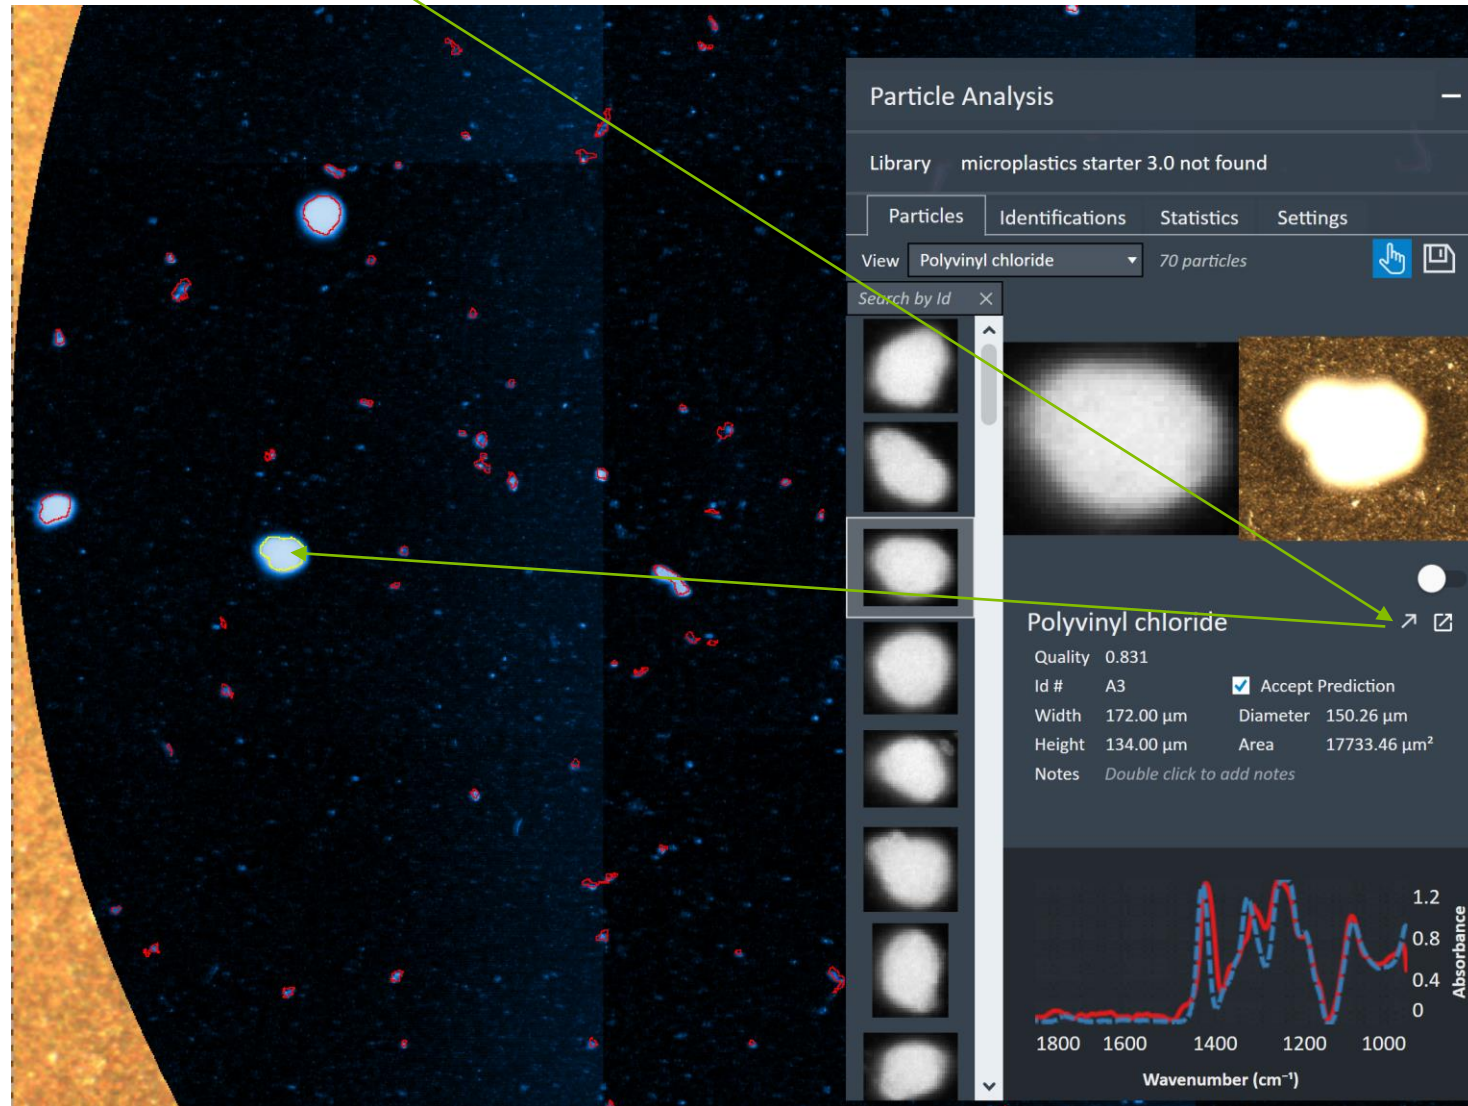 Particle Analysis
Library microplastics starter 3.0 not found
Particles Identifications Statistics Settings
View Polyvinyl chloride 70 particles
Search by Id
Polyvinyl chloride
Quality 0.831
Id # A3 Accept Prediction
Width 172.00 µm Diameter 150.26 µm
Height 134.00 µm Area 17733.46 µm²
Notes Double click to add notes
1.2
0.8
0.4
0
Absorbance
1800 1600 1400 1200 1000
Wavenumber (cm⁻¹)